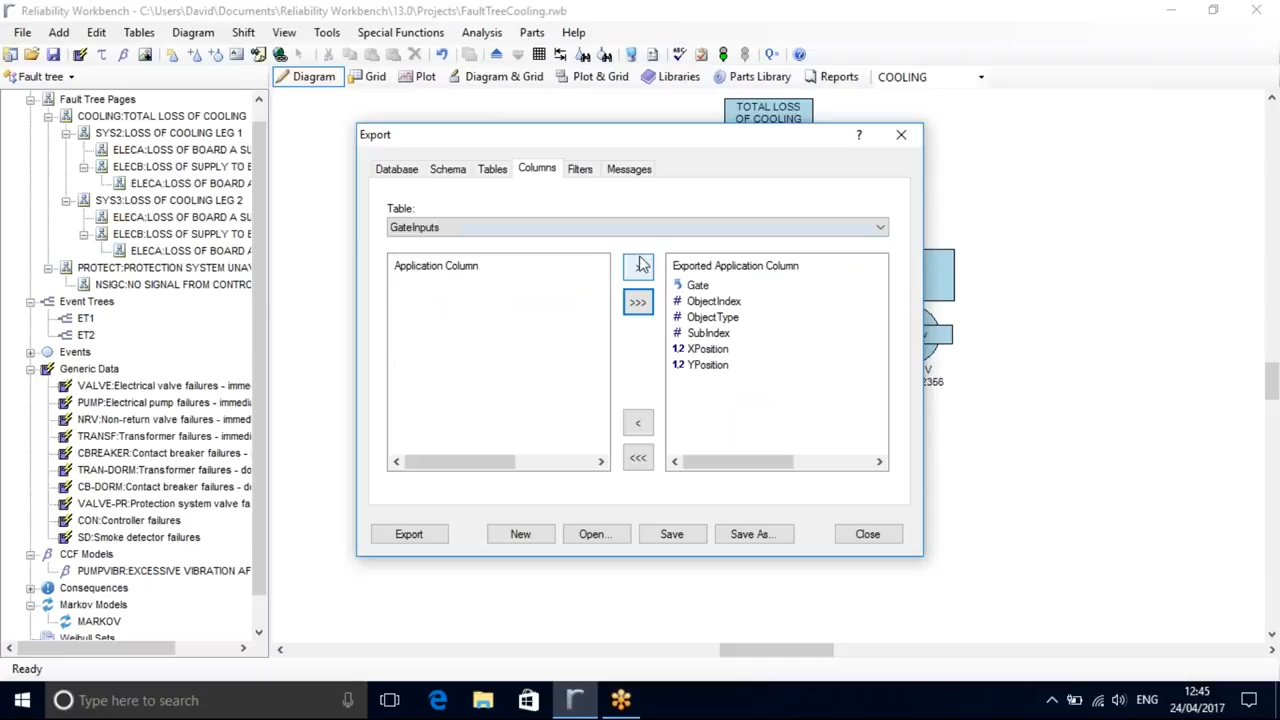 Reliability Workbench - C:\Users\David\Documents\Reliability Workbench\13.0\Projects\FaultTreeCooling.rwb
File Add Edit Tables Diagram Shift View Tools Special Functions Analysis Parts Help
Fault tree Diagram Grid Plot Diagram & Grid Plot & Grid Libraries Parts Library Reports COOLING
Fault Tree Pages
COOLING:TOTAL LOSS OF COOLING
SYS2:LOSS OF COOLING LEG 1
ELECA:LOSS OF BOARD A SU
ELECB:LOSS OF SUPPLY TO E
ELECA:LOSS OF BOARD A
SYS3:LOSS OF COOLING LEG 2
ELECA:LOSS OF BOARD A SU
ELECB:LOSS OF SUPPLY TO E
ELECA:LOSS OF BOARD A
PROTECT:PROTECTION SYSTEM UNAV
NSIGC:NO SIGNAL FROM CONTRO
Event Trees
ET1
ET2
Events
Generic Data
VALVE:Electrical valve failures - imme
PUMP:Electrical pump failures - immedi
NRV:Non-return valve failures - immed
TRANSF:Transformer failures - immedi
CBREAKER:Contact breaker failures - i
TRAN-DORM:Transformer failures - do
CB-DORM:Contact breaker failures - do
VALVE-PR:Protection system valve fa
CON:Controller failures
SD:Smoke detector failures
CCF Models
PUMPVIBR:EXCESSIVE VIBRATION AF
Consequences
Markov Models
MARKOV
Weibull Sets
TOTAL LOSS
OF COOLING
V
2356
Export
Database Schema Tables Columns Filters Messages
Table:
GateInputs
Application Column
>>>
<
<<<
Exported Application Column
Gate
# ObjectIndex
# ObjectType
# SubIndex
1,2 XPosition
1,2 YPosition
Export New Open... Save Save As... Close
Ready
Type here to search
ENG
12:45
24/04/2017